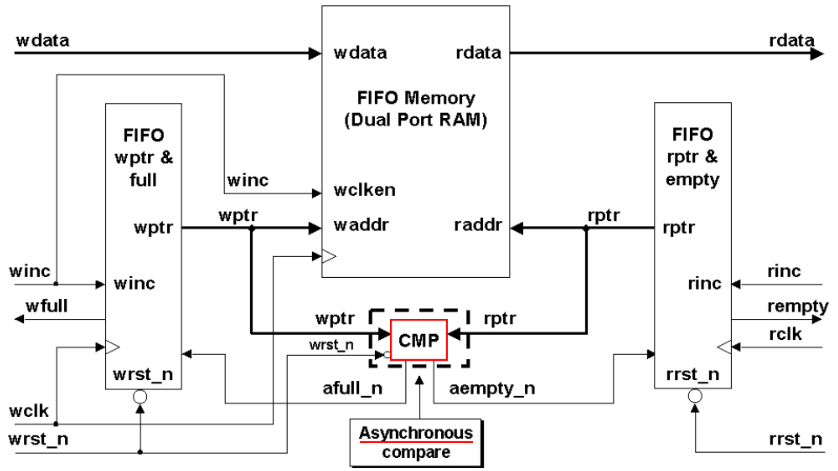 wdata
wdata
rdata
rdata
FIFO Memory
(Dual Port RAM)
FIFO
wptr &
full
FIFO
rptr &
empty
winc
wclken
wptr
wptr
waddr
raddr
rptr
rptr
winc
winc
rinc
rinc
wfull
rempty
wptr
CMP
rptr
rclk
wrst_n
wrst_n
rrst_n
afull_n
aempty_n
wclk
wrst_n
Asynchronous
compare
rrst_n